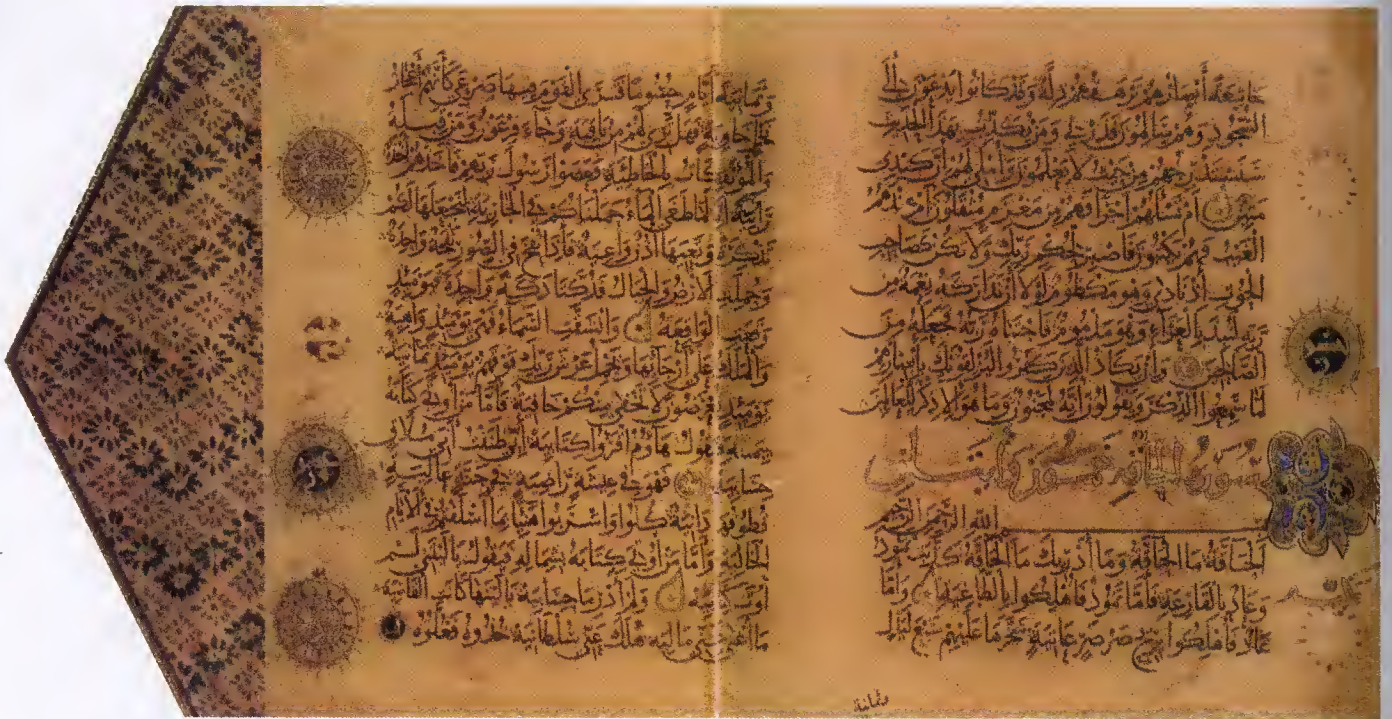 خاشعة أبصارهم ترهقهم ذلة وقد كانوا يدعون إلى
السجود وهم سالمون فذرني ومن يكذب بهذا الحديث
سنستدرجهم من حيث لا يعلمون وأملي لهم إن كيدي
متين أم تسألهم أجرا فهم من مغرم مثقلون أم عندهم
الغيب فهم يكتبون فاصبر لحكم ربك ولا تكن كصاحب
الحوت إذ نادى وهو مكظوم لولا أن تداركه نعمة من
ربه لنبذ بالعراء وهو مذموم فاجتباه ربه فجعله من
الصالحين وإن يكاد الذين كفروا ليزلقونك بأبصارهم
لما سمعوا الذكر ويقولون إنه لمجنون وما هو إلا ذكر للعالمين
سورة الحاقة خمسون وآيتان
بسم الله الرحمن الرحيم
الحاقة ما الحاقة وما أدريك ما الحاقة كذبت ثمود
وعاد بالقارعة فأما ثمود فأهلكوا بالطاغية وأما
عاد فأهلكوا بريح صرصر عاتية سخرها عليهم سبع ليال
وثمانية
وثمانية أيام حسوما فترى القوم فيها صرعى كأنهم أعجاز
نخل خاوية فهل ترى لهم من باقية وجاء فرعون ومن قبله
والمؤتفكات بالخاطئة فعصوا رسول ربهم فأخذهم أخذة
رابية إنا لما طغى الماء حملناكم في الجارية لنجعلها لكم
تذكرة وتعيها أذن واعية فإذا نفخ في الصور نفخة واحدة
وحملت الأرض والجبال فدكتا دكة واحدة فيومئذ
وقعت الواقعة وانشقت السماء فهي يومئذ واهية
والملك على أرجائها ويحمل عرش ربك فوقهم يومئذ ثمانية
يومئذ تعرضون لا تخفى منكم خافية فأما من أوتي كتابه
بيمينه فيقول هاؤم اقرؤا كتابيه إني ظننت أني ملاق
حسابيه فهو في عيشة راضية في جنة عالية
قطوفها دانية كلوا واشربوا هنيئا بما أسلفتم في الأيام
الخالية وأما من أوتي كتابه بشماله فيقول يا ليتني لم
أوت كتابيه ولم أدر ما حسابيه يا ليتها كانت القاضية
ما أغنى عني ماليه هلك عني سلطانيه خذوه فغلوه